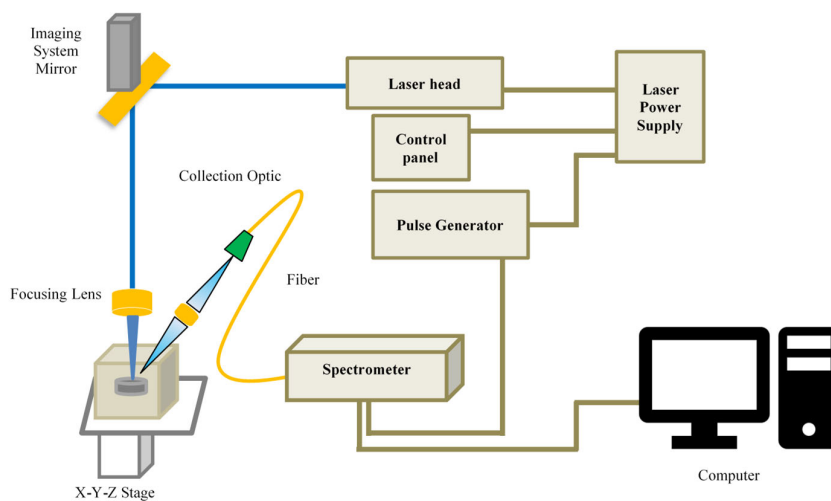 Imaging
System
Mirror
Laser head
Laser
Power
Supply
Control
panel
Collection Optic
Pulse Generator
Fiber
Focusing Lens
Spectrometer
Computer
X-Y-Z Stage